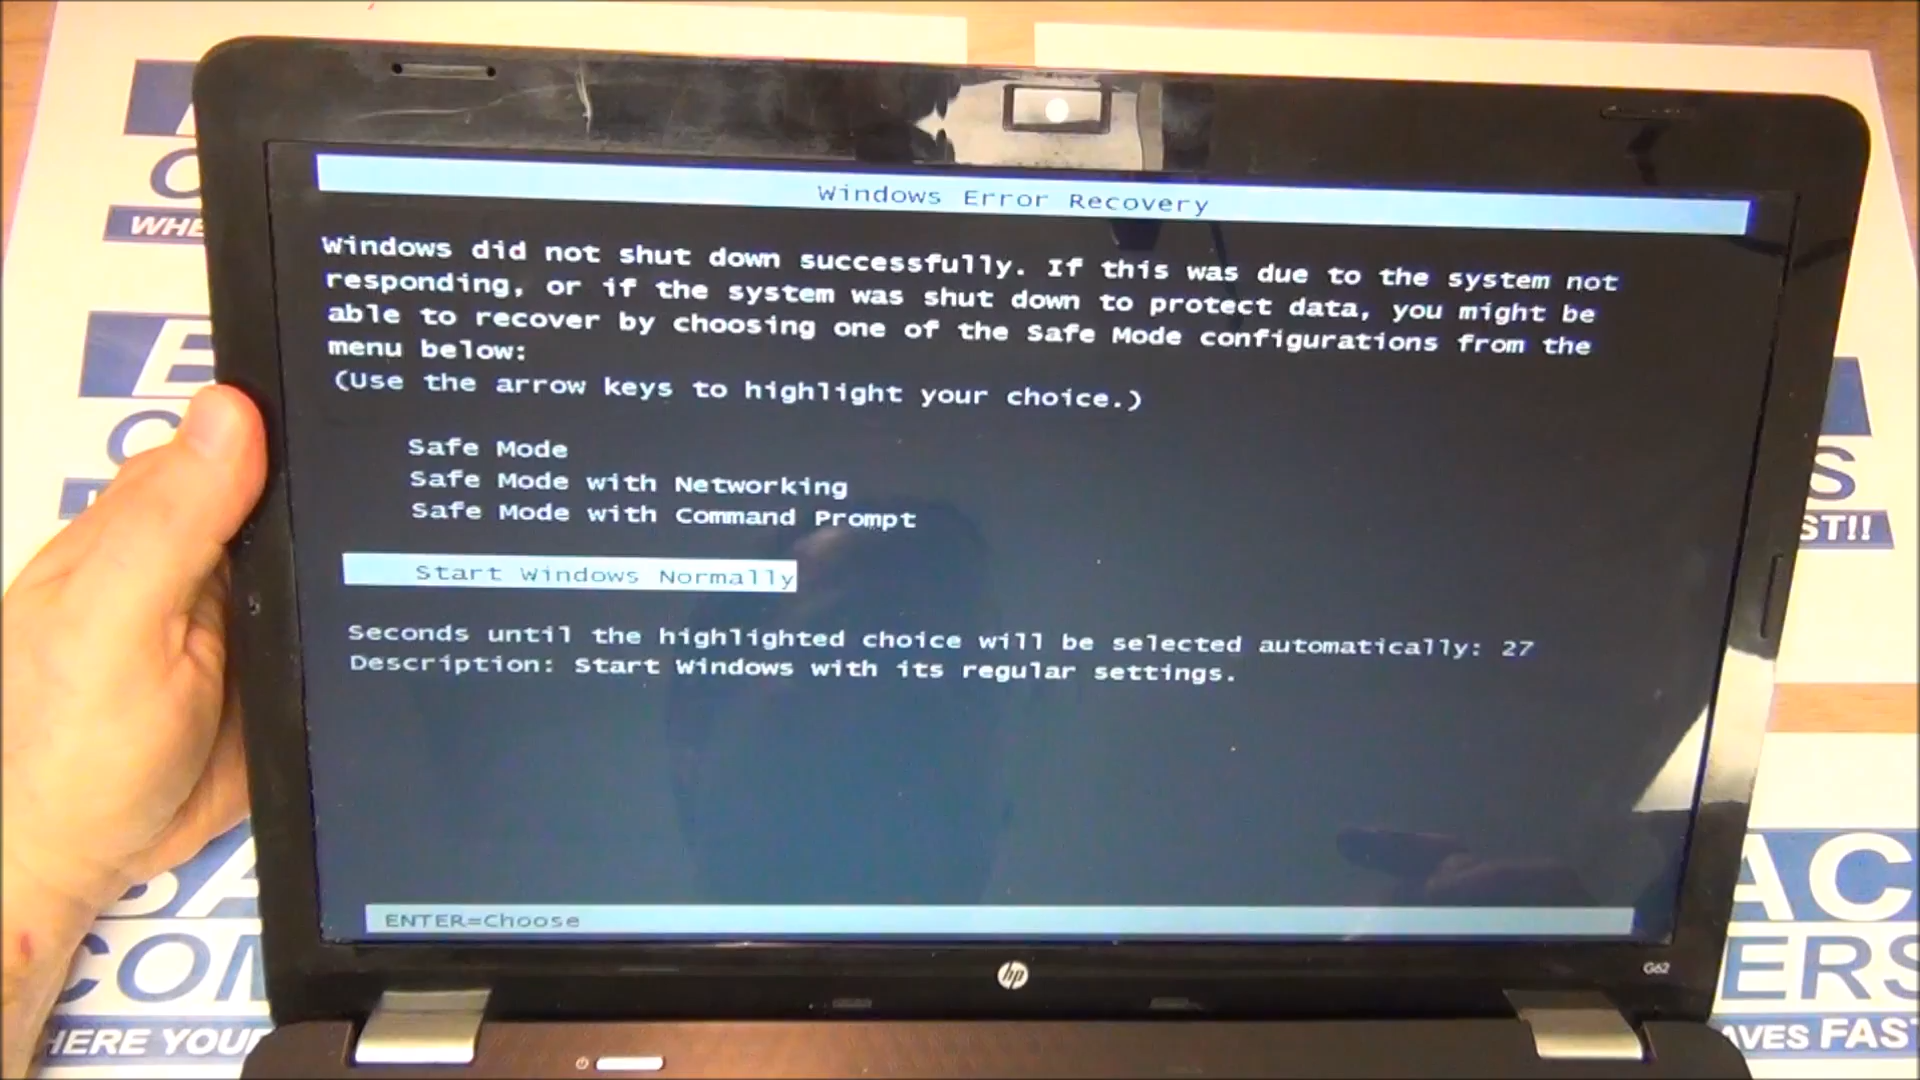 Windows Error Recovery
Windows did not shut down successfully. If this was due to the system not
responding, or if the system was shut down to protect data, you might be
able to recover by choosing one of the Safe Mode configurations from the
menu below:
(Use the arrow keys to highlight your choice.)
Safe Mode
Safe Mode with Networking
Safe Mode with Command Prompt
Start Windows Normally
Seconds until the highlighted choice will be selected automatically: 27
Description: Start Windows with its regular settings.
ENTER=Choose
hp
G62
HERE YOUR
FAST
ST!!